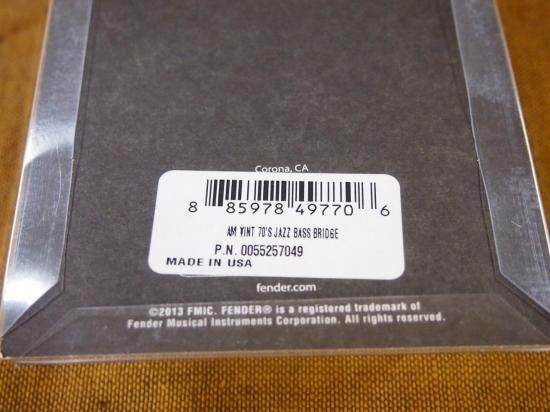 Corona, CA
8 85978 49770 6
AM VINT 70'S JAZZ BASS BRIDGE
P.N. 0055257049
MADE IN USA
fender.com
©2013 FMIC. FENDER® is a registered trademark of
Fender Musical Instruments Corporation. All rights reserved.